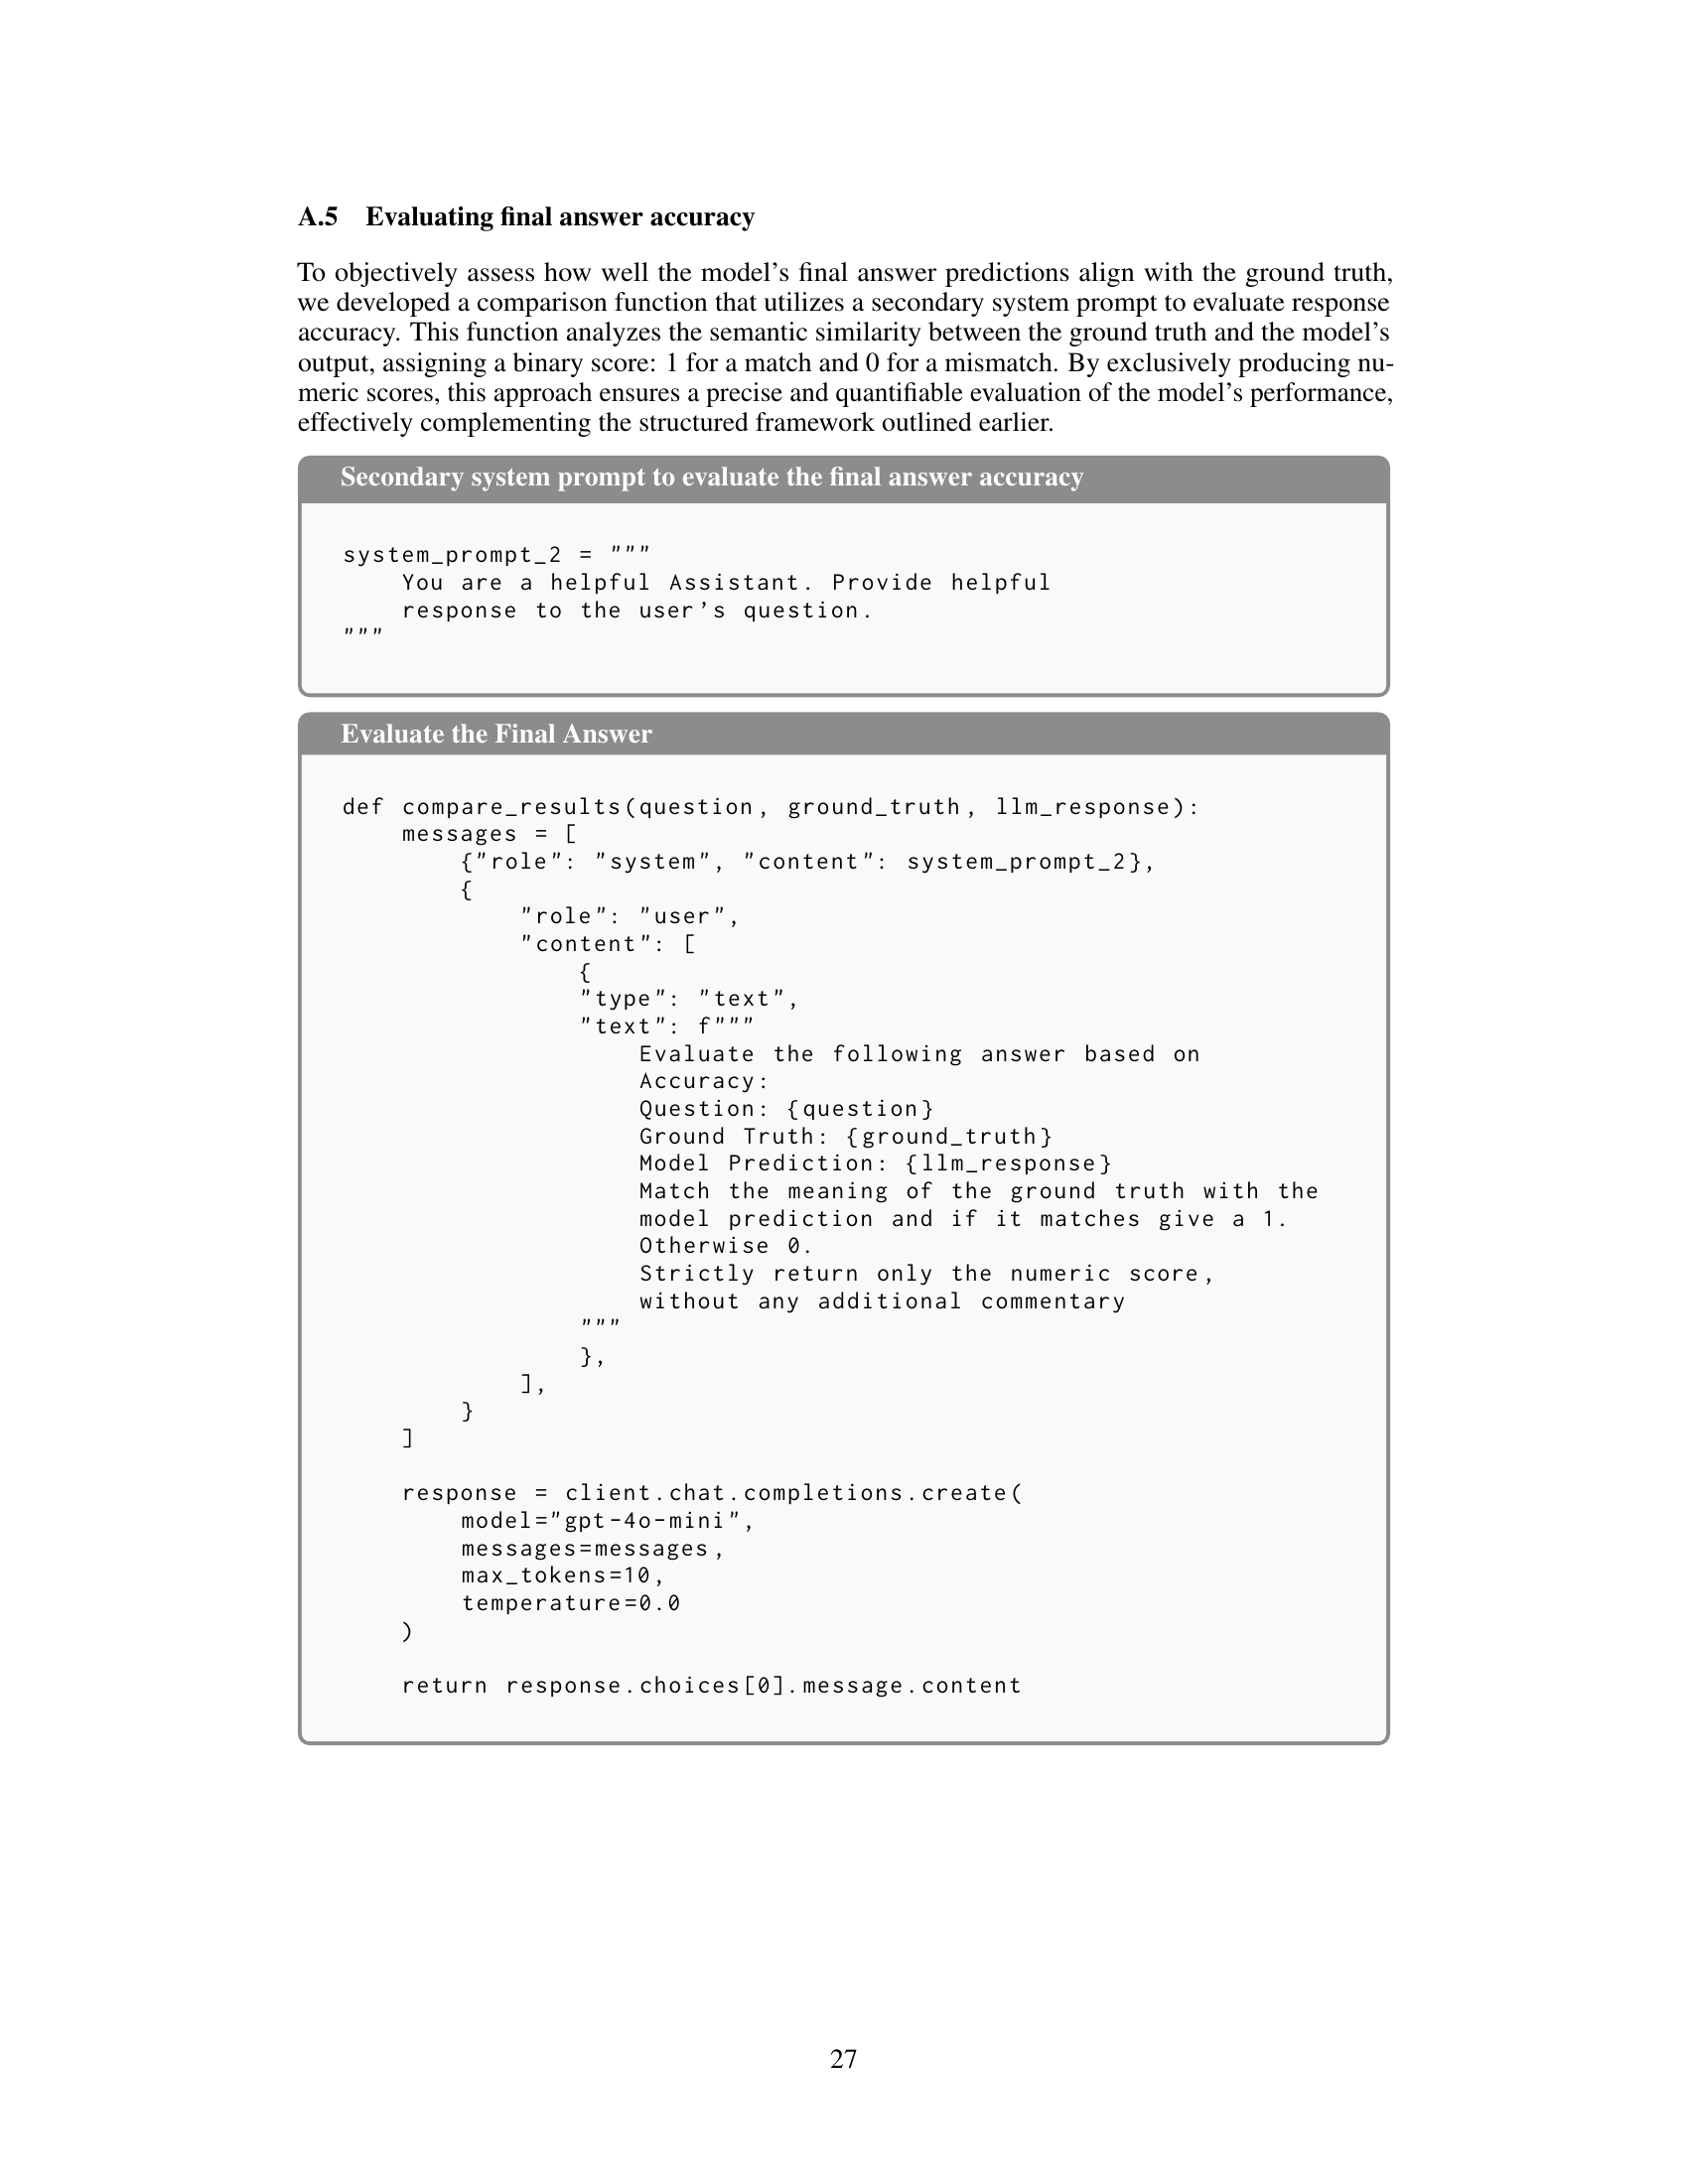 A.5 Evaluating final answer accuracy
To objectively assess how well the model's final answer predictions align with the ground truth,
we developed a comparison function that utilizes a secondary system prompt to evaluate response
accuracy. This function analyzes the semantic similarity between the ground truth and the model's
output, assigning a binary score: 1 for a match and 0 for a mismatch. By exclusively producing nu-
meric scores, this approach ensures a precise and quantifiable evaluation of the model's performance,
effectively complementing the structured framework outlined earlier.
Secondary system prompt to evaluate the final answer accuracy
system_prompt_2 = """
    You are a helpful Assistant. Provide helpful
    response to the user's question.
"""
Evaluate the Final Answer
def compare_results(question, ground_truth, llm_response):
    messages = [
        {"role": "system", "content": system_prompt_2},
        {
            "role": "user",
            "content": [
                {
                "type": "text",
                "text": f"""
                    Evaluate the following answer based on
                    Accuracy:
                    Question: {question}
                    Ground Truth: {ground_truth}
                    Model Prediction: {llm_response}
                    Match the meaning of the ground truth with the
                    model prediction and if it matches give a 1.
                    Otherwise 0.
                    Strictly return only the numeric score,
                    without any additional commentary
                """
                },
            ],
        }
    ]
    response = client.chat.completions.create(
        model="gpt-4o-mini",
        messages=messages,
        max_tokens=10,
        temperature=0.0
    )
    return response.choices[0].message.content
27